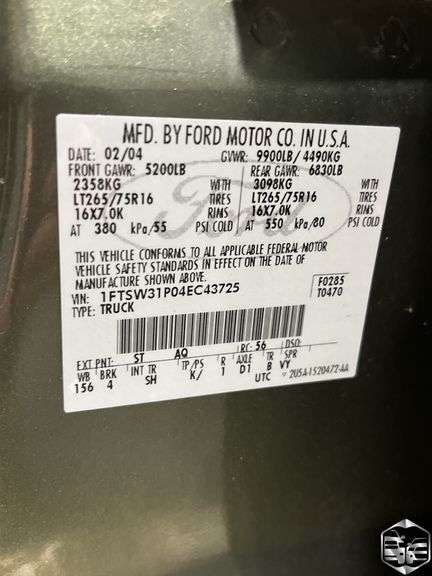 MFD. BY FORD MOTOR CO. IN U.S.A.
DATE: 02/04 GVWR: 9900LB/ 4490KG
FRONT GAWR: 5200LB REAR GAWR: 6830LB
2358KG WITH 3098KG WITH
LT265/75R16 TIRES LT265/75R16 TIRES
16X7.0K RIMS 16X7.0K RIMS
AT 380 kPa/55 PSI COLD AT 550 kPa/80 PSI COLD
THIS VEHICLE CONFORMS TO ALL APPLICABLE FEDERAL MOTOR
VEHICLE SAFETY STANDARDS IN EFFECT ON THE DATE OF
MANUFACTURE SHOWN ABOVE.
VIN: 1FTSW31P04EC43725 F0285
TYPE: TRUCK T0470
EXT PNT: ST AQ RC: 56 DSO:
WB BRK INT TR TP/PS R AXLE TR SPR
156 4 SH K/ 1 D1 B VY
UTC 2U5A-1520472-AA
Ford